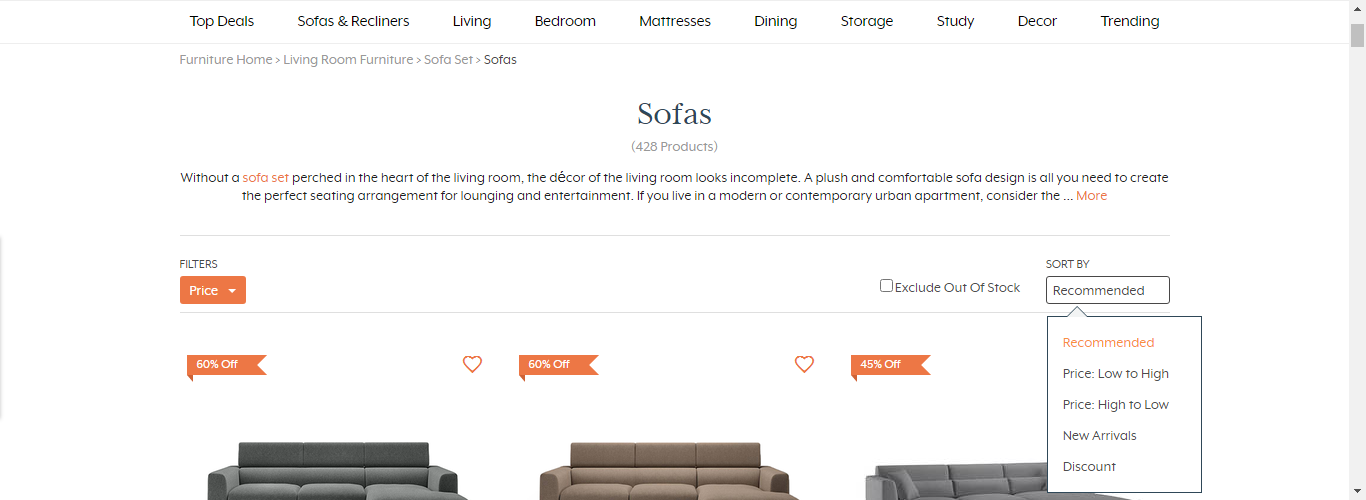 Top Deals Sofas & Recliners Living Bedroom Mattresses Dining Storage Study Decor Trending
Furniture Home > Living Room Furniture > Sofa Set > Sofas
Sofas
(428 Products)
Without a sofa set perched in the heart of the living room, the décor of the living room looks incomplete. A plush and comfortable sofa design is all you need to create
the perfect seating arrangement for lounging and entertainment. If you live in a modern or contemporary urban apartment, consider the ... More
FILTERS SORT BY
Price Exclude Out Of Stock Recommended
Recommended
Price: Low to High
Price: High to Low
New Arrivals
Discount
60% Off 60% Off 45% Off